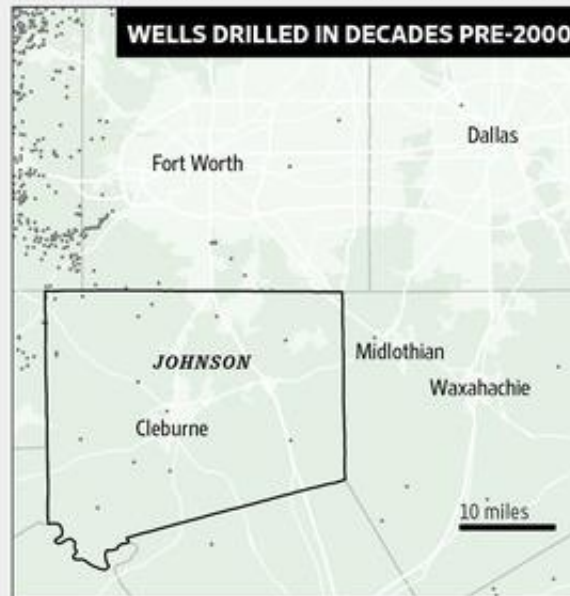 WELLS DRILLED IN DECADES PRE-2000
Dallas
Fort Worth
JOHNSON
Midlothian
Waxahachie
Cleburne
10 miles